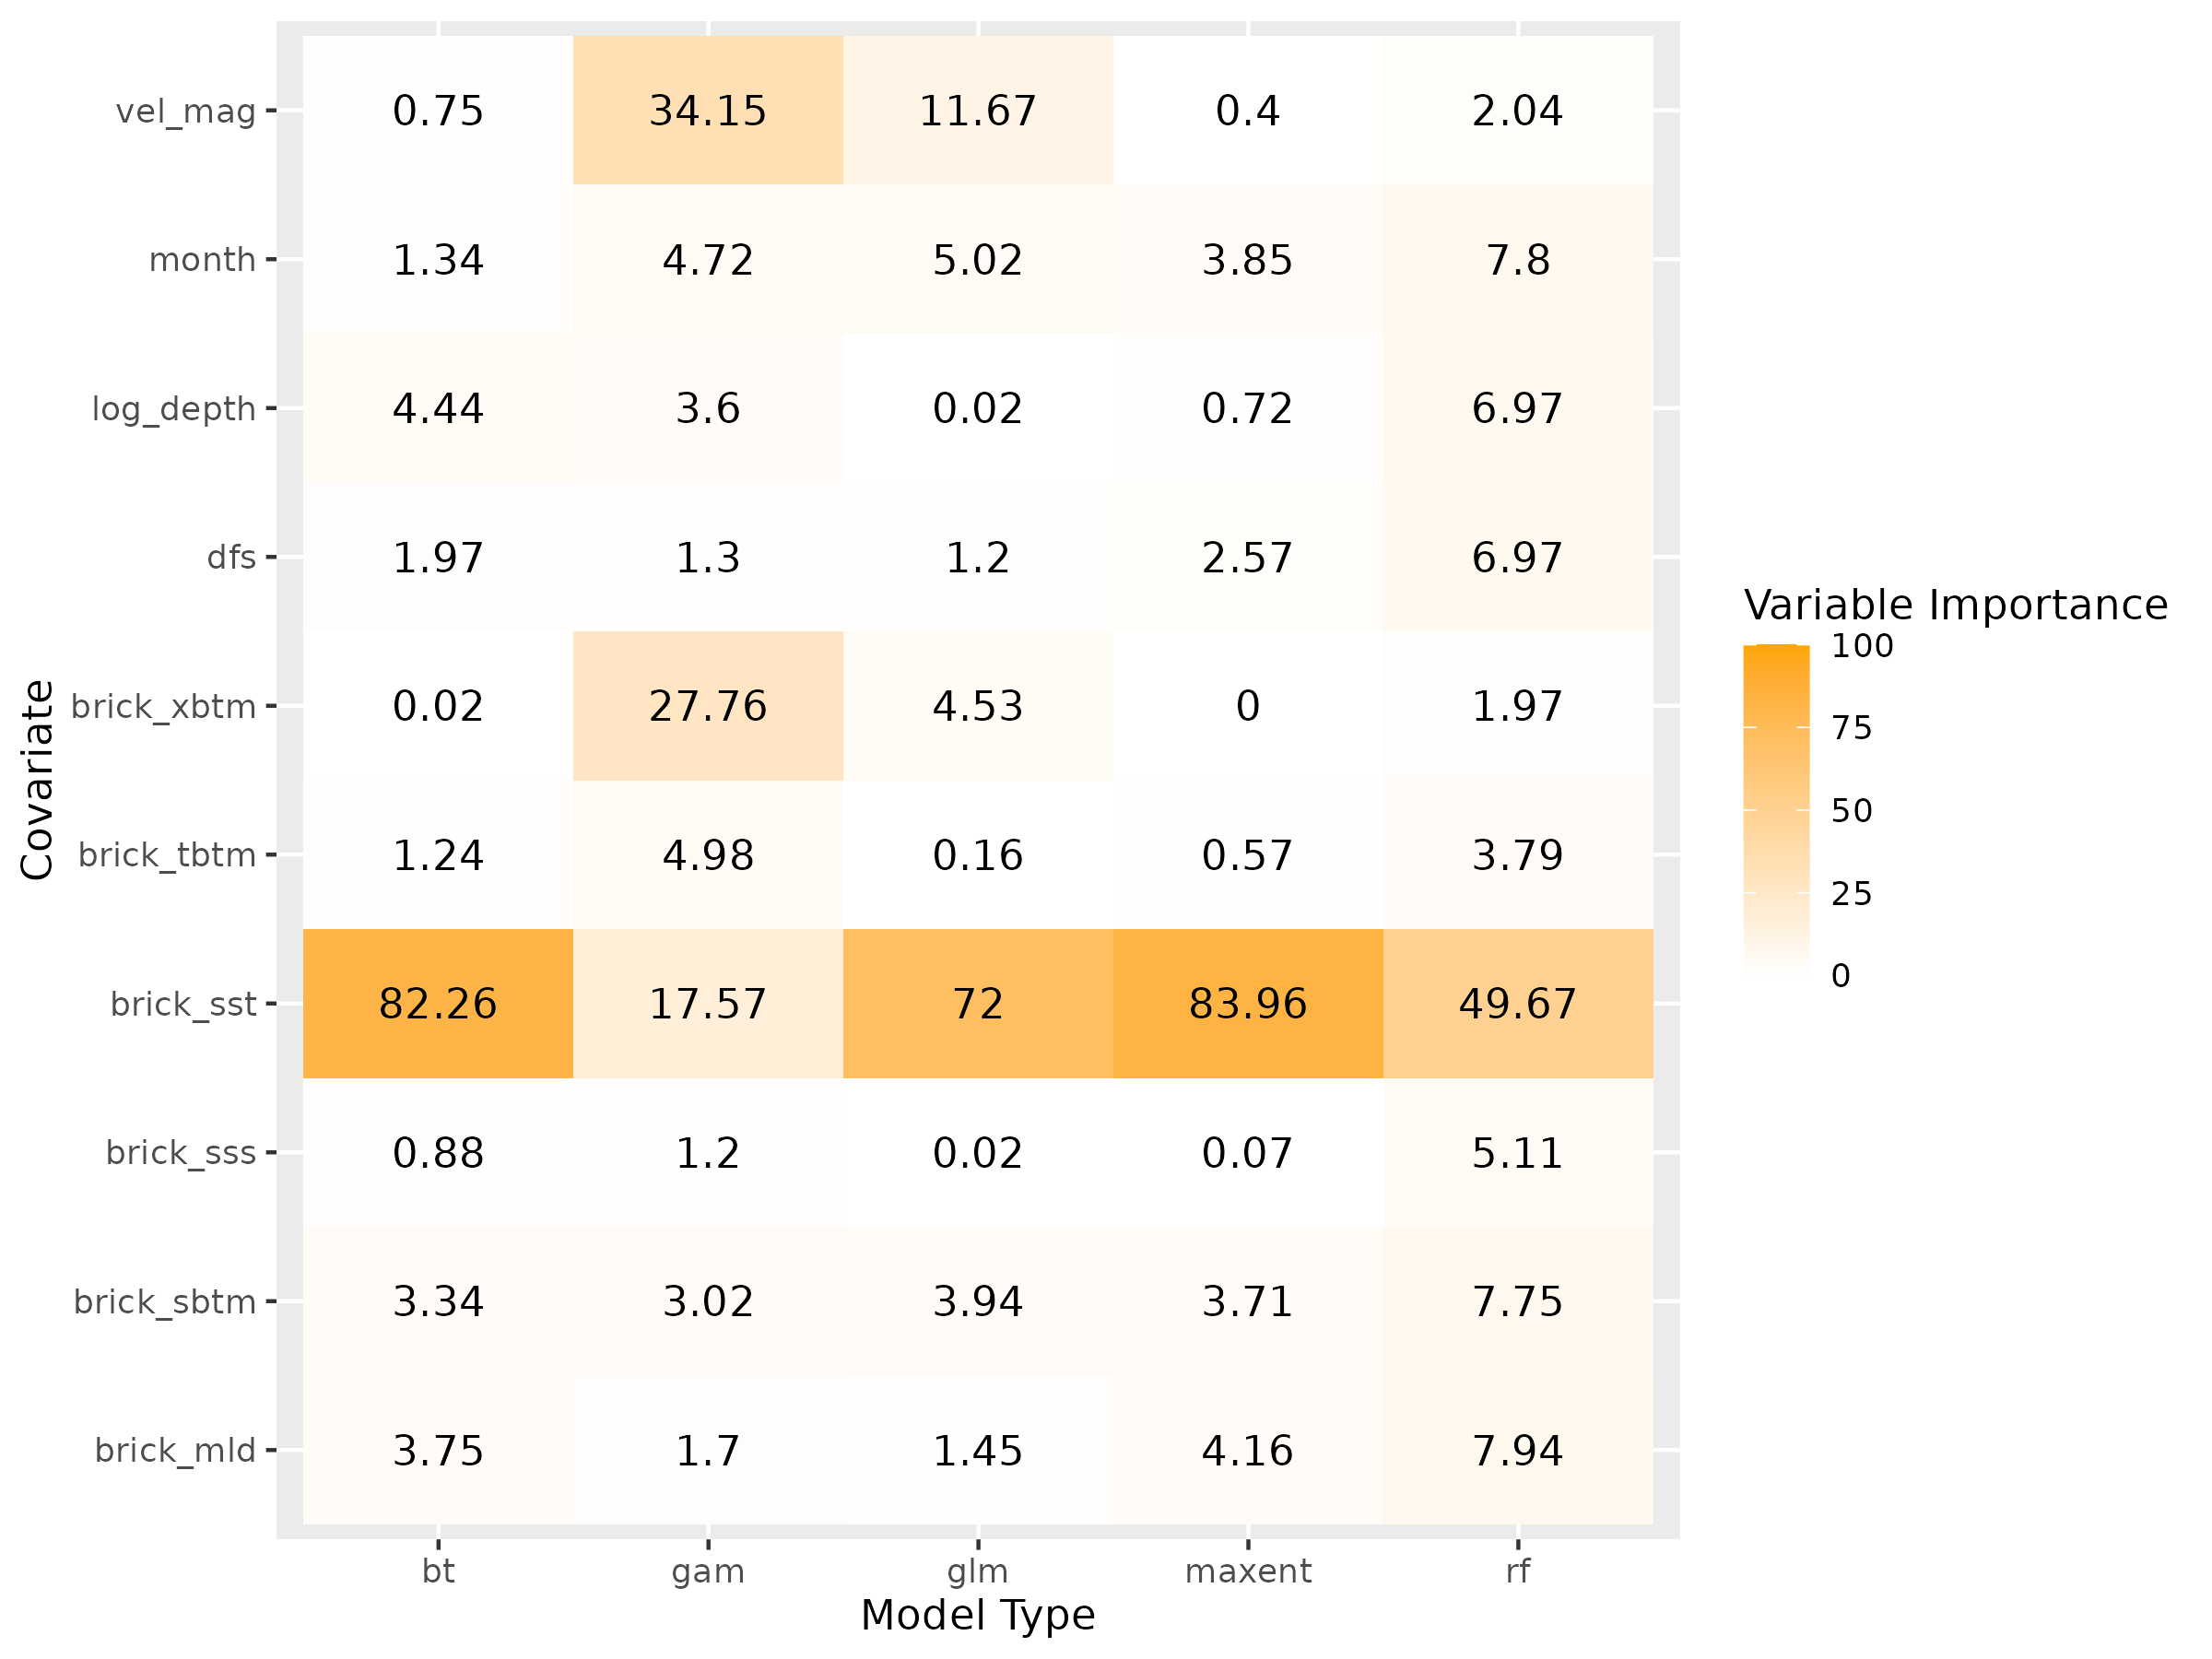 vel_mag 0.75 34.15 11.67 0.4 2.04
month 1.34 4.72 5.02 3.85 7.8
log_depth 4.44 3.6 0.02 0.72 6.97
dfs 1.97 1.3 1.2 2.57 6.97
brick_xbtm 0.02 27.76 4.53 0 1.97
brick_tbtm 1.24 4.98 0.16 0.57 3.79
brick_sst 82.26 17.57 72 83.96 49.67
brick_sss 0.88 1.2 0.02 0.07 5.11
brick_sbtm 3.34 3.02 3.94 3.71 7.75
brick_mld 3.75 1.7 1.45 4.16 7.94
bt gam glm maxent rf
Model Type
Covariate
Variable Importance
100
75
50
25
0